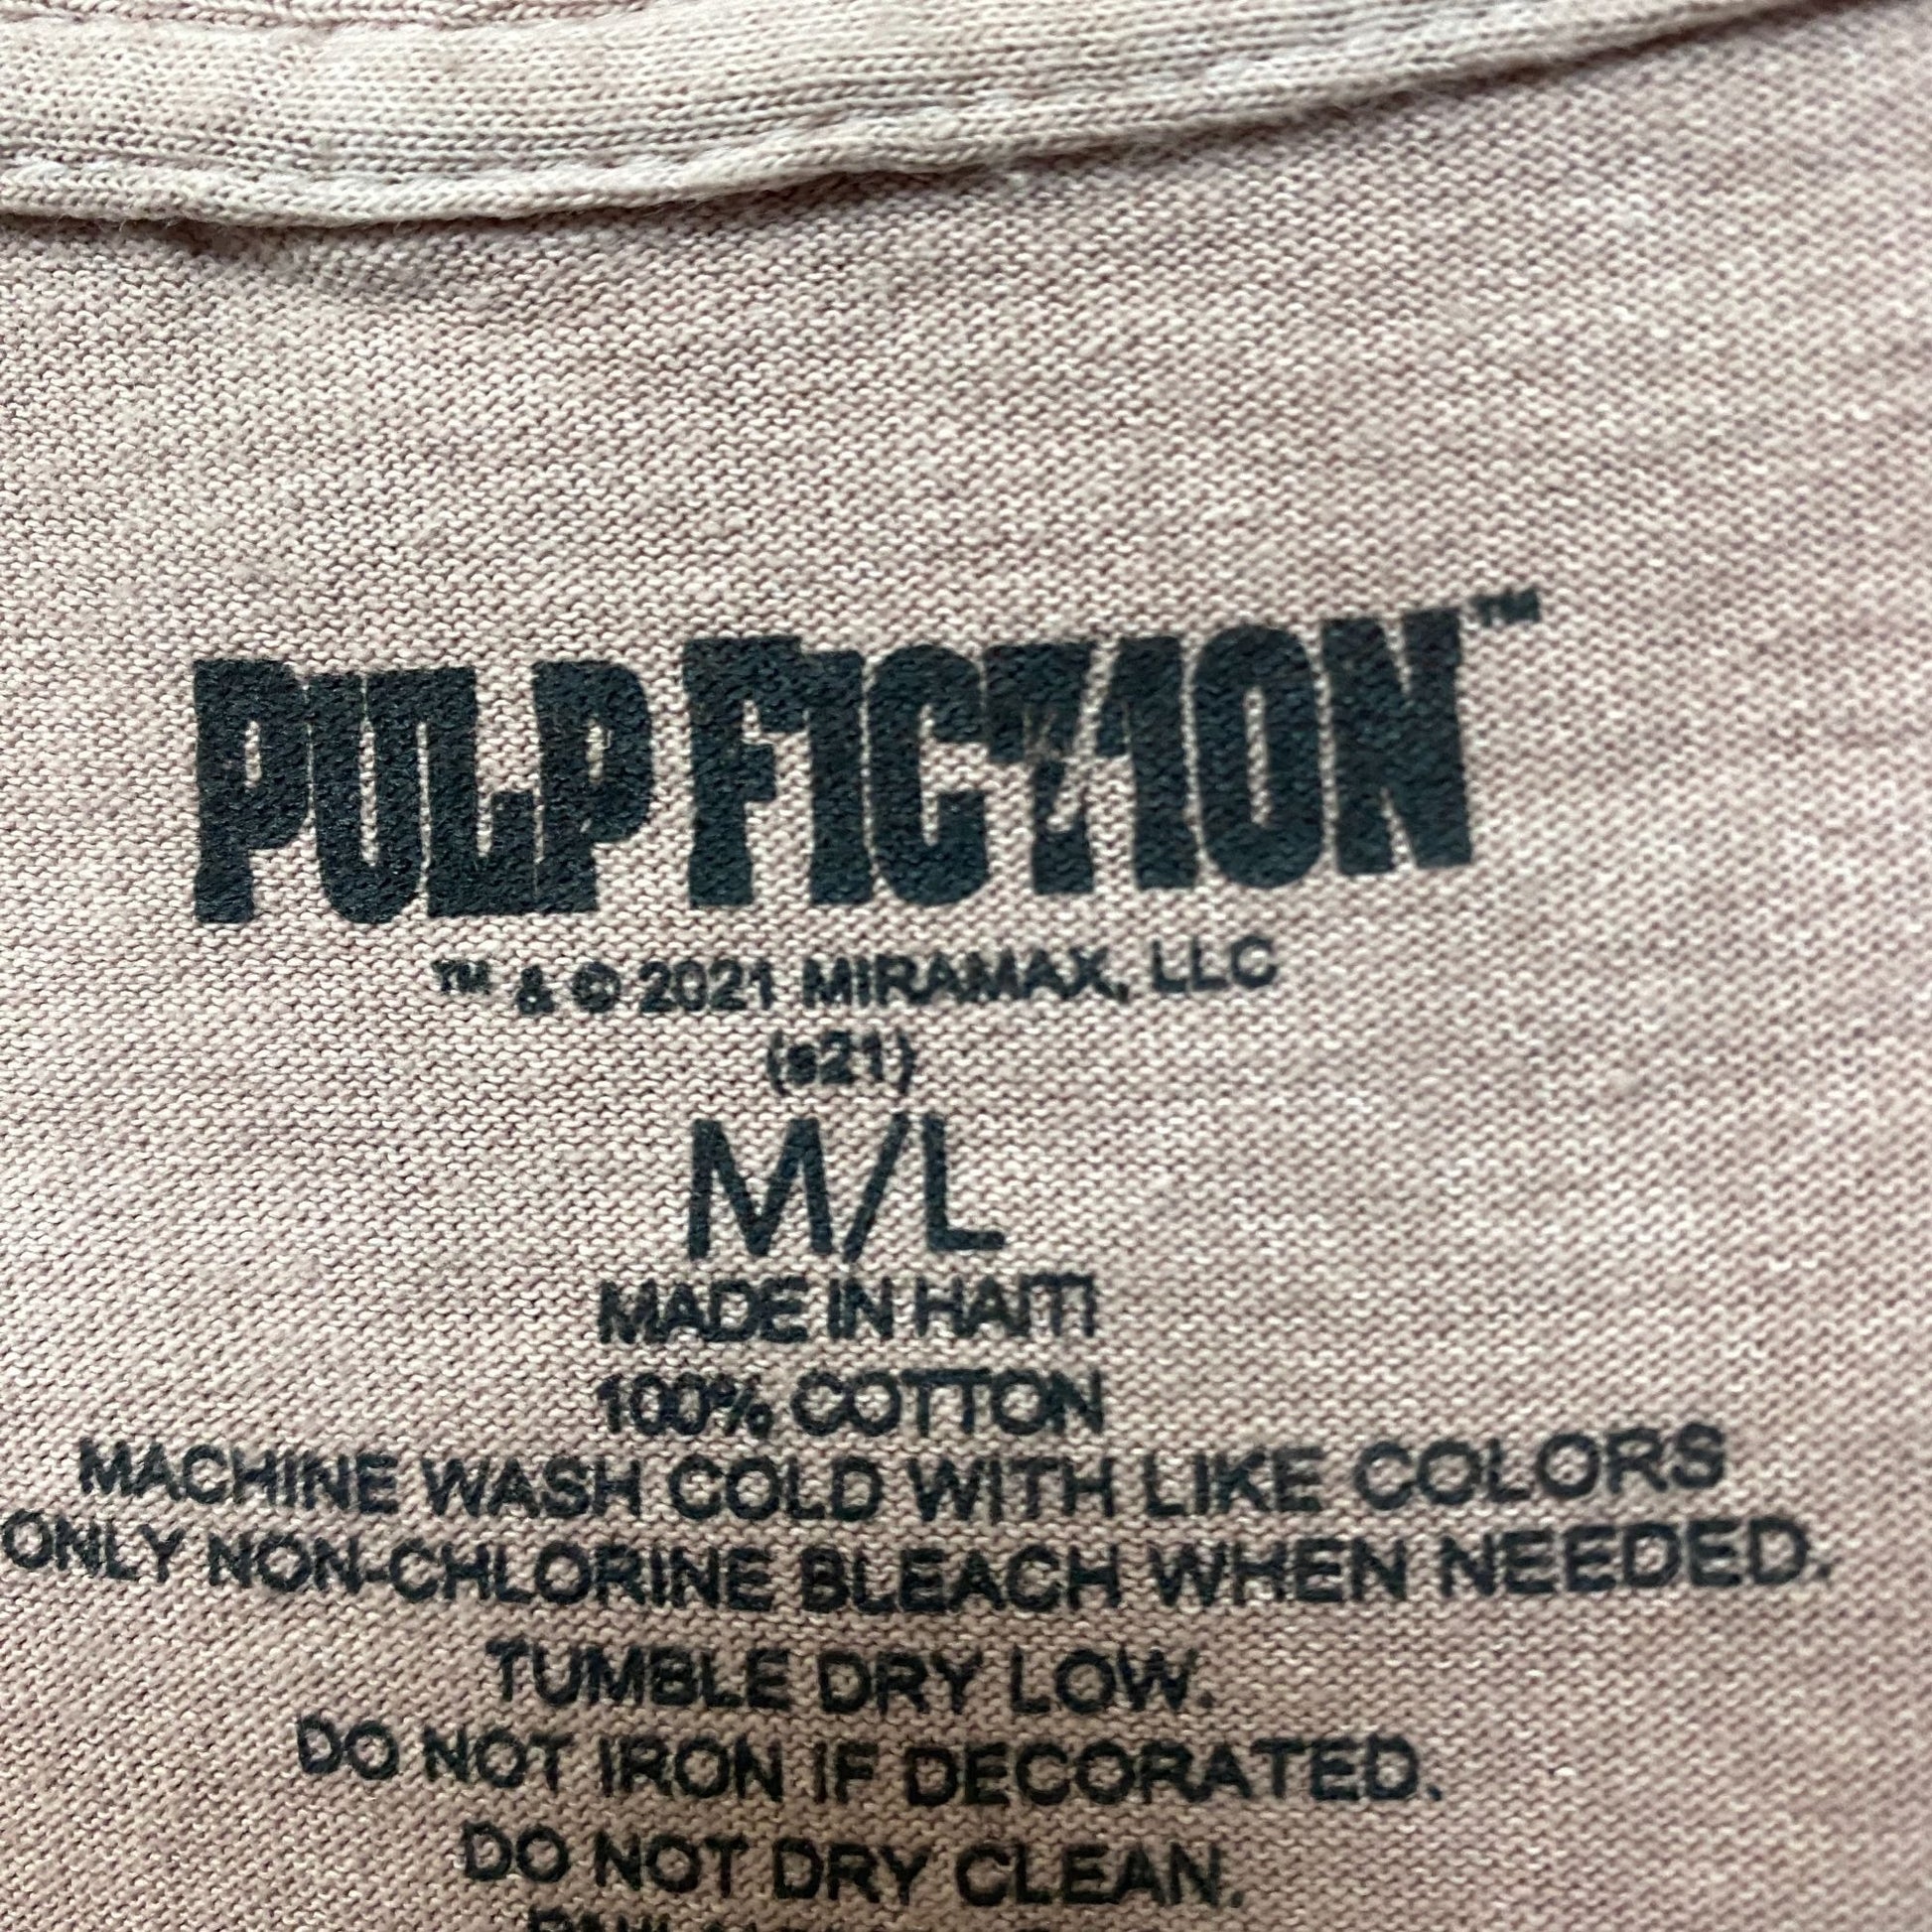 PULP FICTION™
™ & © 2021 MIRAMAX, LLC
(s21)
M/L
MADE IN HAITI
100% COTTON
MACHINE WASH COLD WITH LIKE COLORS
ONLY NON-CHLORINE BLEACH WHEN NEEDED.
TUMBLE DRY LOW.
DO NOT IRON IF DECORATED.
DO NOT DRY CLEAN.